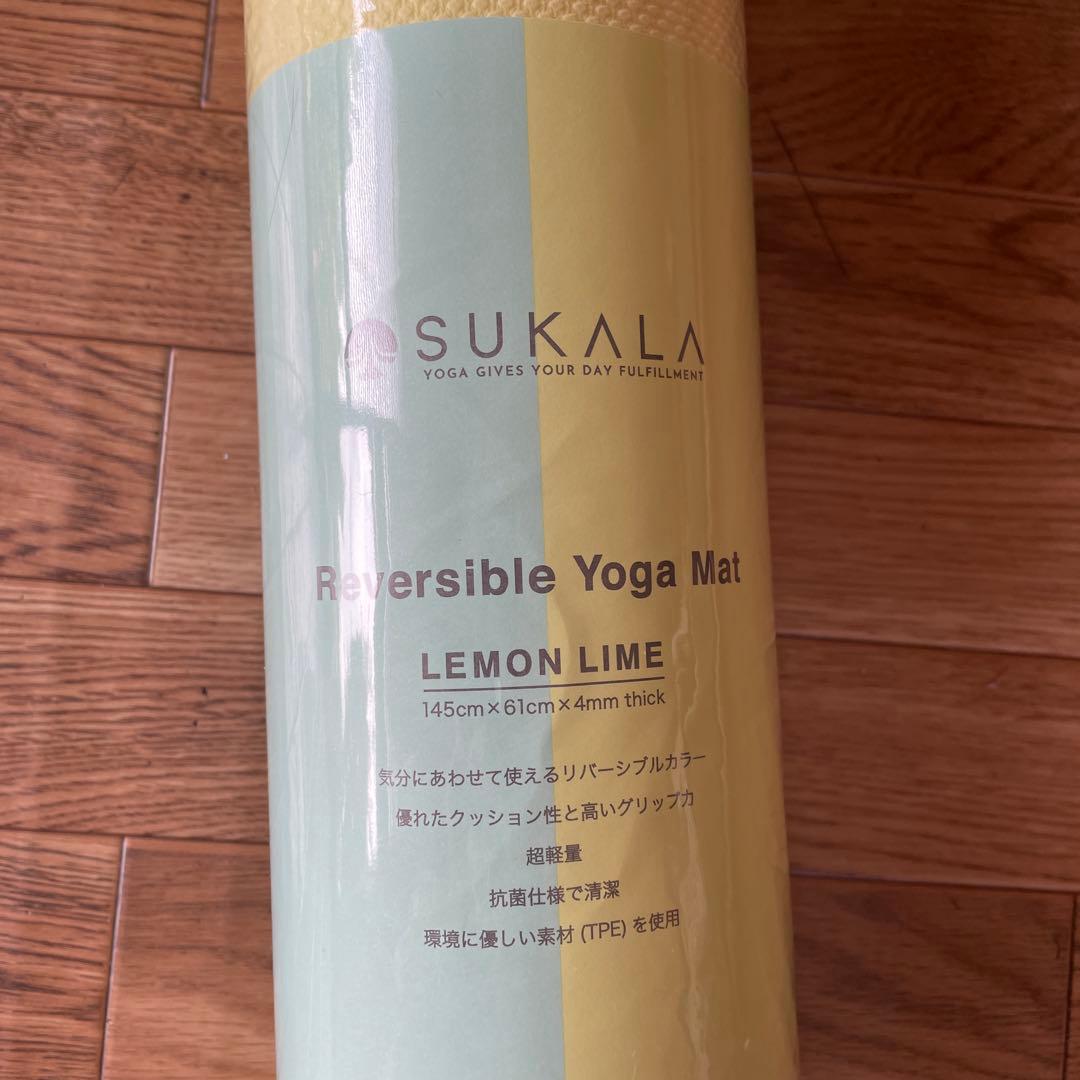 SUKALA
YOGA GIVES YOUR DAY FULFILLMENT
Reversible Yoga Mat
LEMON LIME
145cm×61cm×4mm thick
気分にあわせて使えるリバーシブルカラー
優れたクッション性と高いグリップ力
超軽量
抗菌仕様で清潔
環境に優しい素材 (TPE) を使用